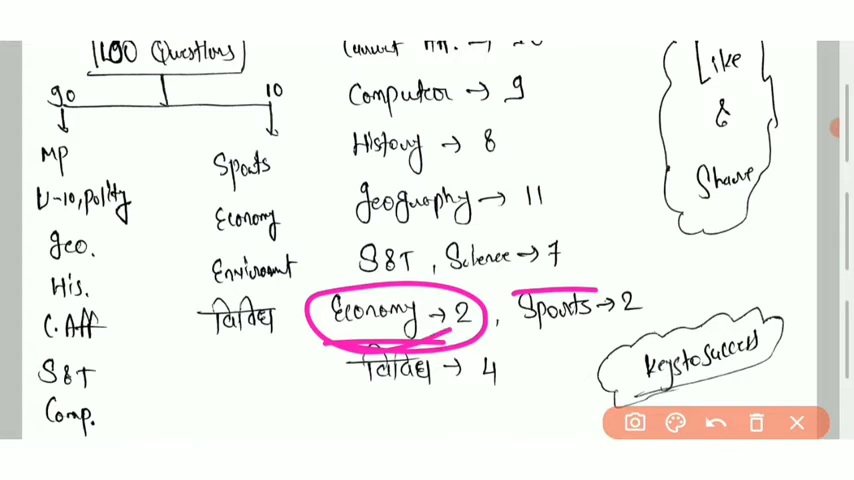 100 Questions
90 10
MP
U-10, polity
geo.
His.
C. Aff
S&T
Comp.
Sports
Economy
Enviroment
विविध
Computer → 9
History → 8
geography → 11
S&T, Science → 7
Economy → 2, Sports → 2
विविध → 4
Like
&
Share
keystosuccess